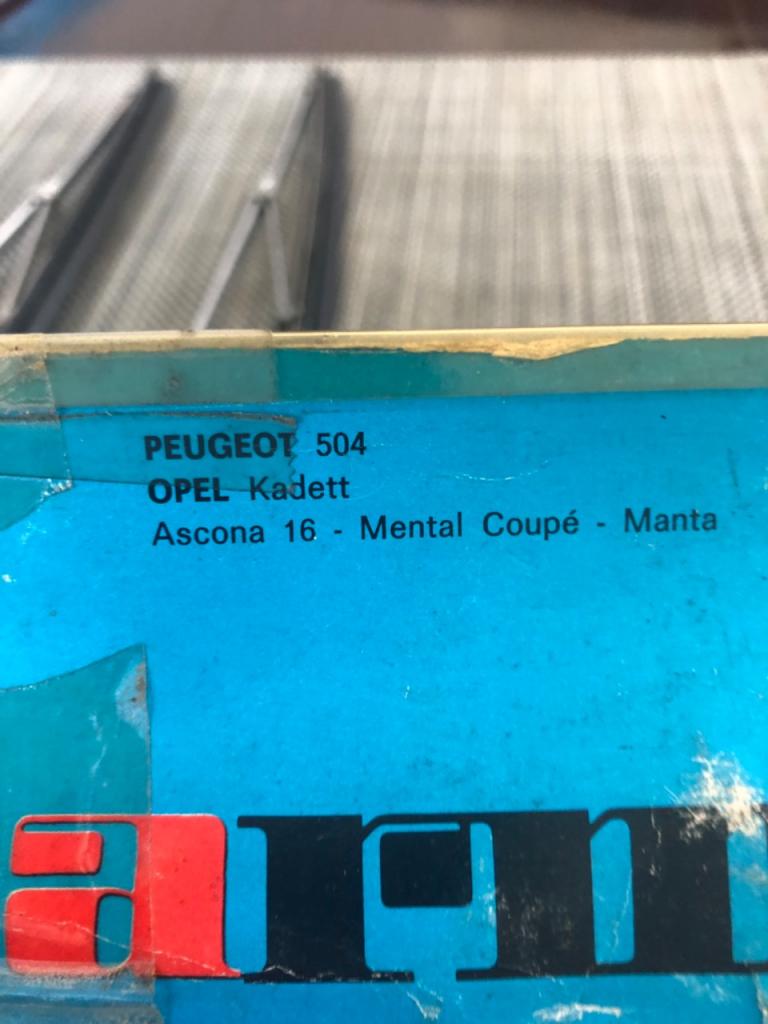 PEUGEOT 504
OPEL Kadett
Ascona 16 - Mental Coupé - Manta